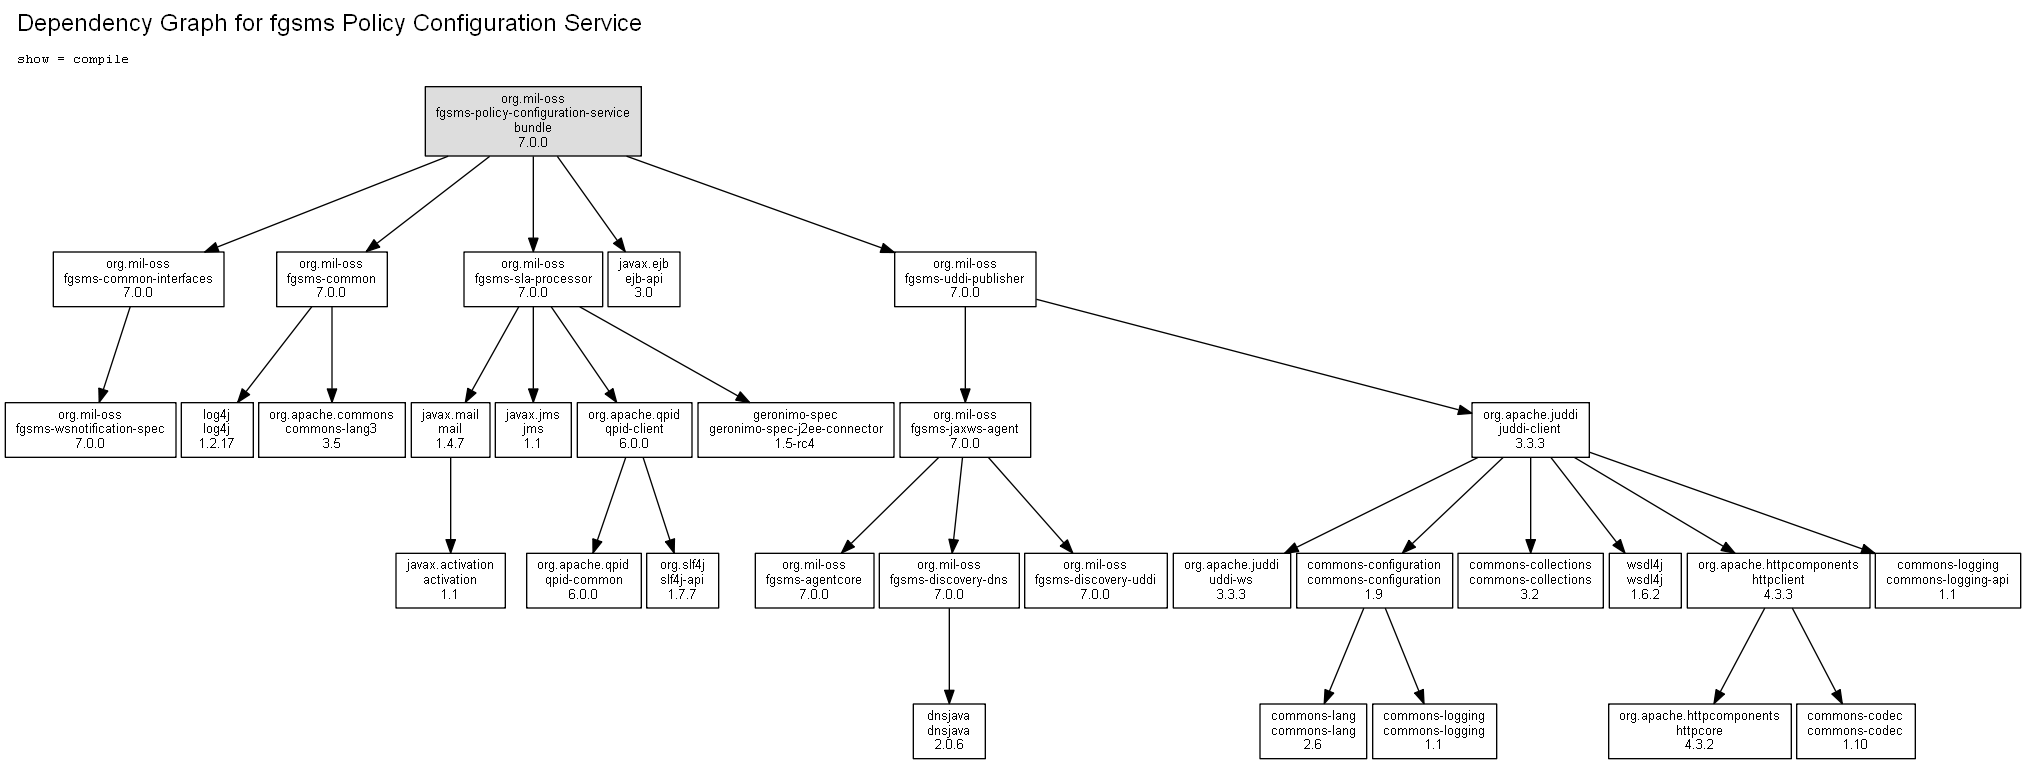 Dependency Graph for fgsms Policy Configuration Service
show = compile
org.mil-oss
fgsms-policy-configuration-service
bundle
7.0.0
org.mil-oss
fgsms-common-interfaces
7.0.0
org.mil-oss
fgsms-common
7.0.0
org.mil-oss
fgsms-sla-processor
7.0.0
javax.ejb
ejb-api
3.0
org.mil-oss
fgsms-uddi-publisher
7.0.0
org.mil-oss
fgsms-wsnotification-spec
7.0.0
log4j
log4j
1.2.17
org.apache.commons
commons-lang3
3.5
javax.mail
mail
1.4.7
javax.jms
jms
1.1
org.apache.qpid
qpid-client
6.0.0
geronimo-spec
geronimo-spec-j2ee-connector
1.5-rc4
org.mil-oss
fgsms-jaxws-agent
7.0.0
org.apache.juddi
juddi-client
3.3.3
javax.activation
activation
1.1
org.apache.qpid
qpid-common
6.0.0
org.slf4j
slf4j-api
1.7.7
org.mil-oss
fgsms-agentcore
7.0.0
org.mil-oss
fgsms-discovery-dns
7.0.0
org.mil-oss
fgsms-discovery-uddi
7.0.0
org.apache.juddi
uddi-ws
3.3.3
commons-configuration
commons-configuration
1.9
commons-collections
commons-collections
3.2
wsdl4j
wsdl4j
1.6.2
org.apache.httpcomponents
httpclient
4.3.3
commons-logging
commons-logging-api
1.1
dnsjava
dnsjava
2.0.6
commons-lang
commons-lang
2.6
commons-logging
commons-logging
1.1
org.apache.httpcomponents
httpcore
4.3.2
commons-codec
commons-codec
1.10